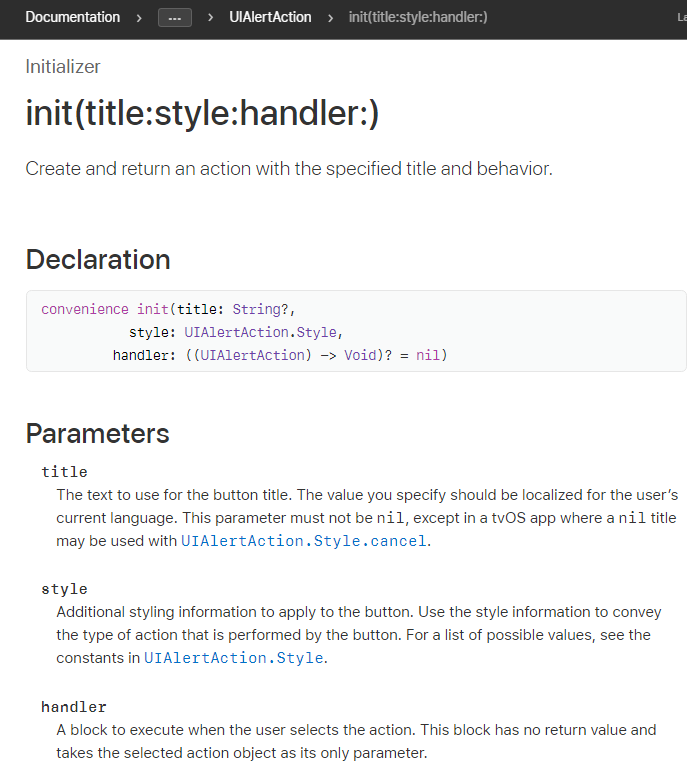 Documentation > ... > UIAlertAction > init(title:style:handler:)
Initializer
init(title:style:handler:)
Create and return an action with the specified title and behavior.
Declaration
convenience init(title: String?,
style: UIAlertAction.Style,
handler: ((UIAlertAction) -> Void)? = nil)
Parameters
title
The text to use for the button title. The value you specify should be localized for the user’s
current language. This parameter must not be nil, except in a tvOS app where a nil title
may be used with UIAlertAction.Style.cancel.
style
Additional styling information to apply to the button. Use the style information to convey
the type of action that is performed by the button. For a list of possible values, see the
constants in UIAlertAction.Style.
handler
A block to execute when the user selects the action. This block has no return value and
takes the selected action object as its only parameter.